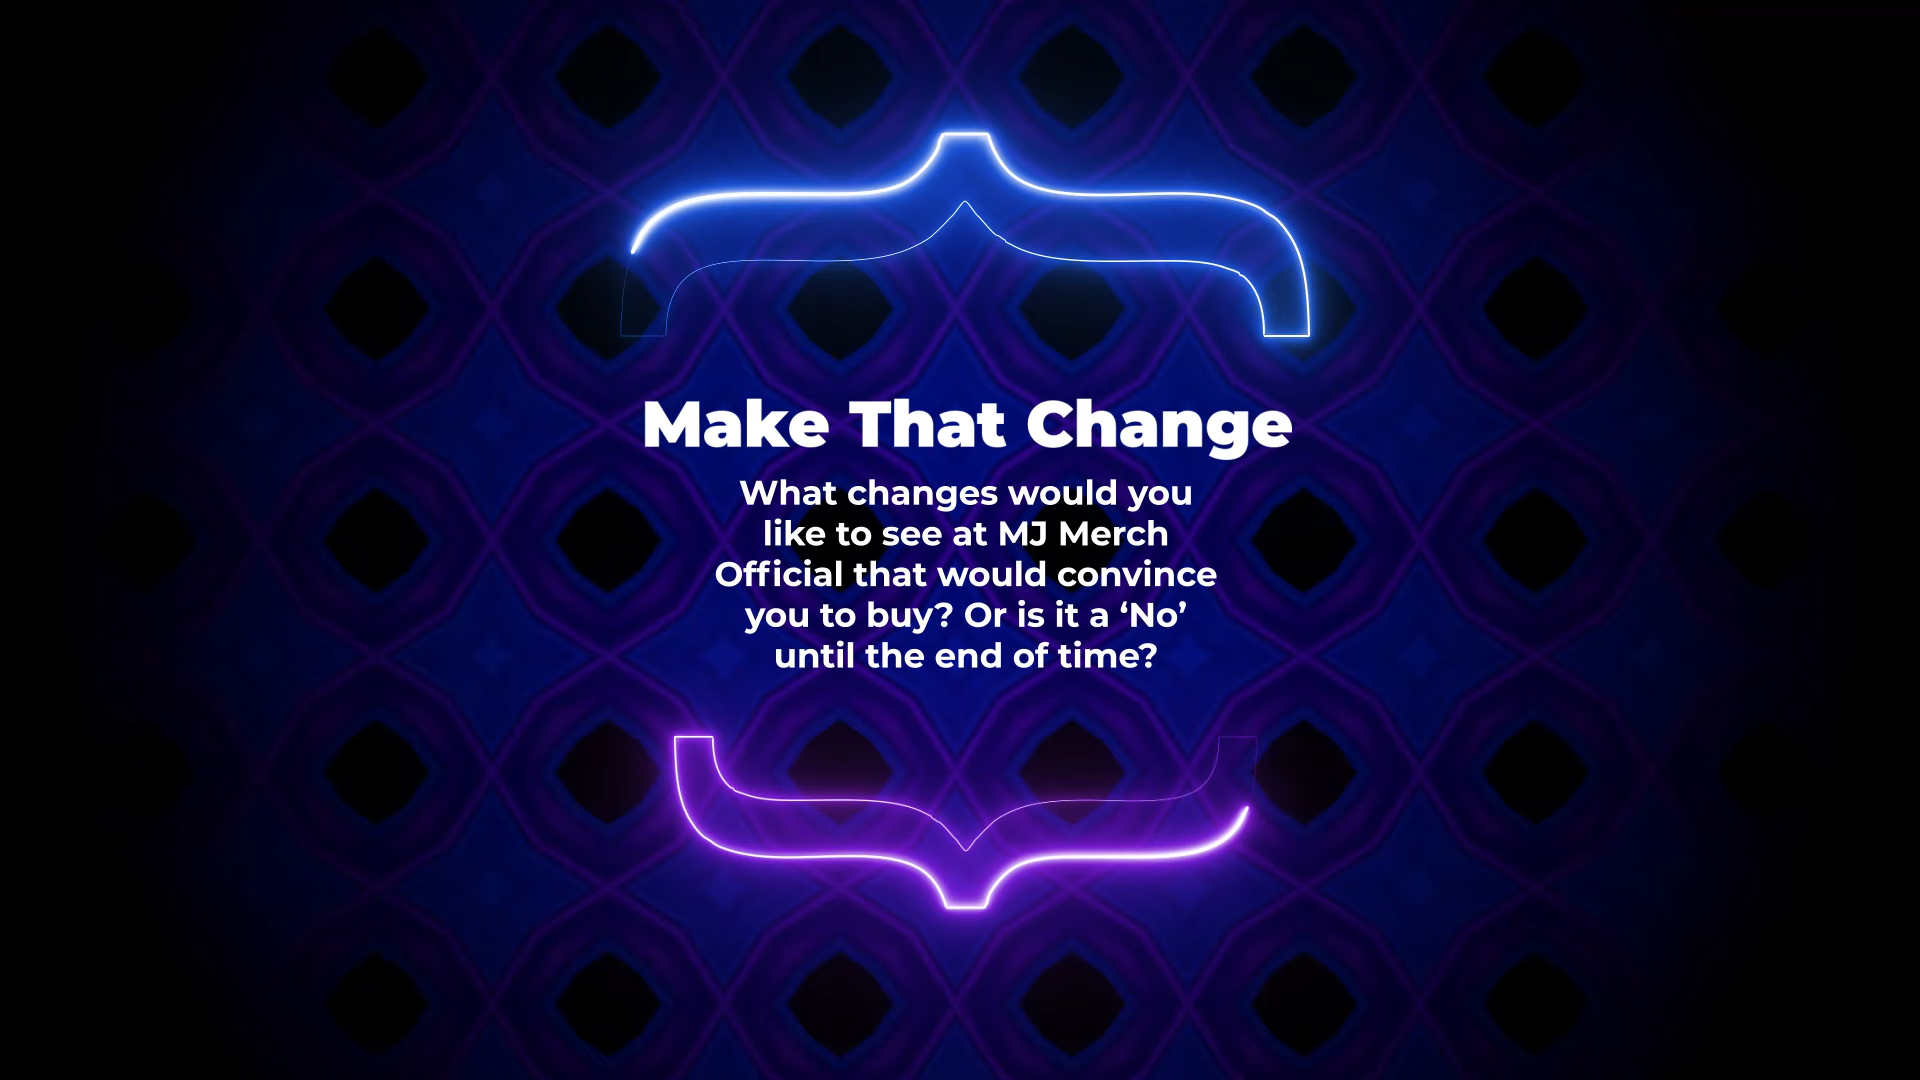 Make That Change
What changes would you
like to see at MJ Merch
Official that would convince
you to buy? Or is it a ‘No’
until the end of time?